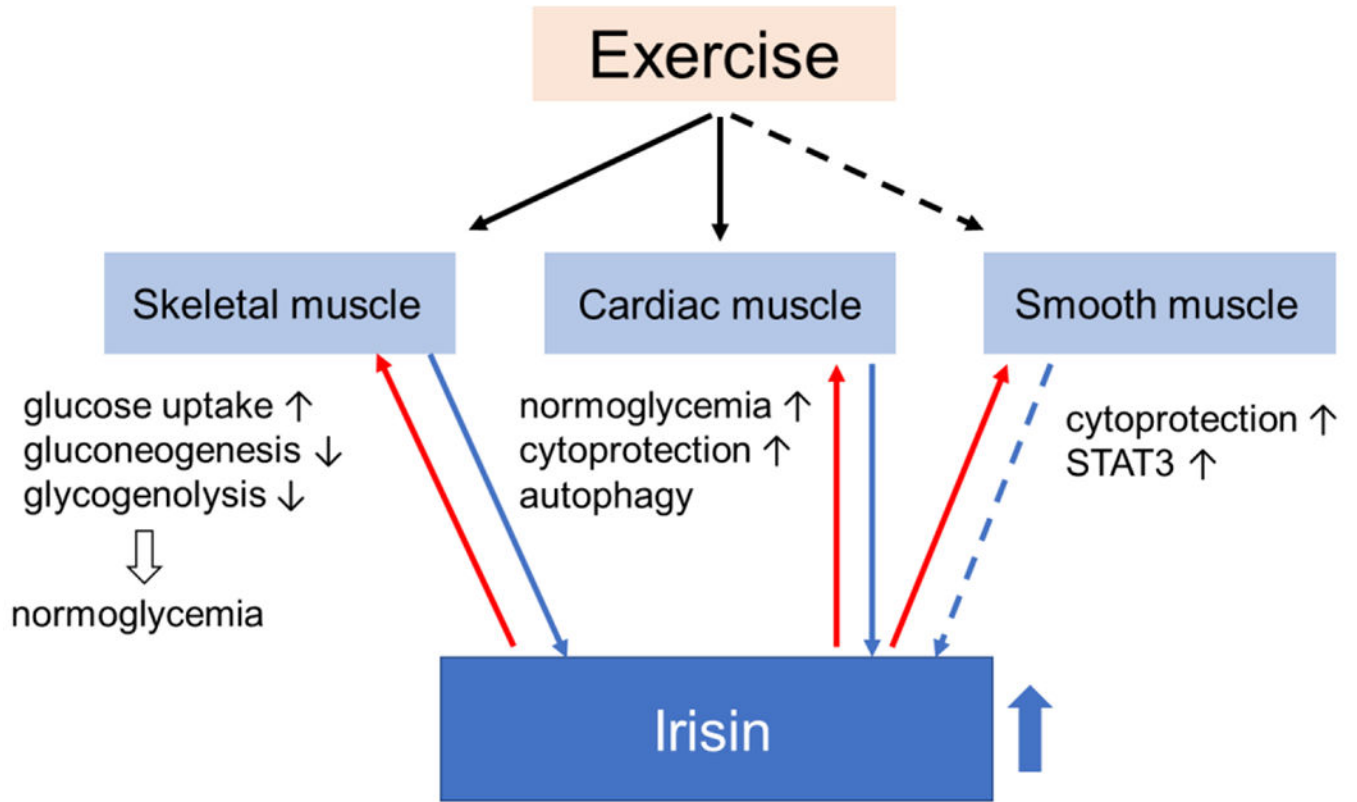 Exercise
Skeletal muscle
Cardiac muscle
Smooth muscle
glucose uptake ↑
gluconeogenesis ↓
glycogenolysis ↓
normoglycemia
normoglycemia ↑
cytoprotection ↑
autophagy
cytoprotection ↑
STAT3 ↑
Irisin